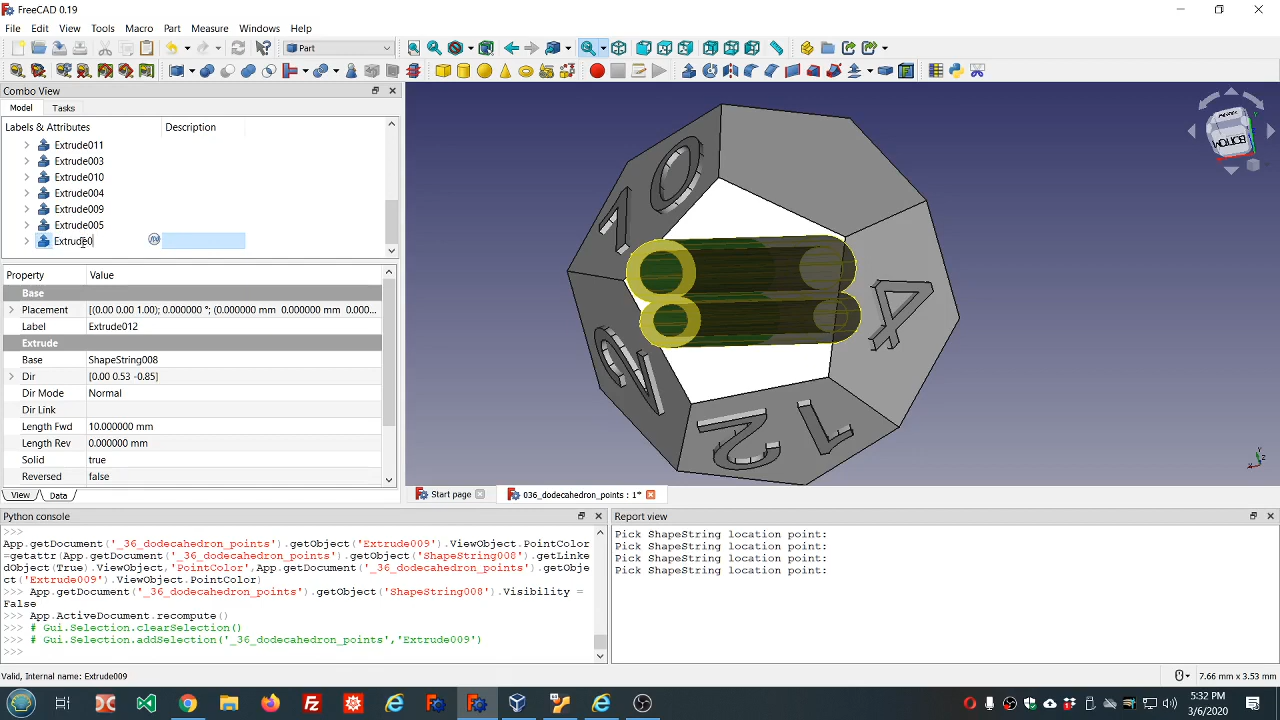 FreeCAD 0.19
File Edit View Tools Macro Part Measure Windows Help
Part
Combo View
Model Tasks
Labels & Attributes Description
Extrude011
Extrude003
Extrude010
Extrude004
Extrude009
Extrude005
Extrude0
Property Value
Base
Placement [(0.00 0.00 1.00); 0.000000 °; (0.000000 mm 0.000000 mm 0.000...
Label Extrude012
Extrude
Base ShapeString008
Dir [0.00 0.53 -0.85]
Dir Mode Normal
Dir Link
Length Fwd 10.000000 mm
Length Rev 0.000000 mm
Solid true
Reversed false
View Data
10
4
2
12
BOTTOM
Start page 036_dodecahedron_points : 1*
Python console
>>>
App.getDocument('_36_dodecahedron_points').getObject('Extrude009').ViewObject.PointColor
=getattr(App.getDocument('_36_dodecahedron_points').getObject('ShapeString008').getLinke
dObject(True).ViewObject,'PointColor',App.getDocument('_36_dodecahedron_points').getObje
ct('Extrude009').ViewObject.PointColor)
>>> App.getDocument('_36_dodecahedron_points').getObject('ShapeString008').Visibility =
False
>>> App.ActiveDocument.recompute()
>>> # Gui.Selection.clearSelection()
>>> # Gui.Selection.addSelection('_36_dodecahedron_points','Extrude009')
>>>
Report view
Pick ShapeString location point:
Pick ShapeString location point:
Pick ShapeString location point:
Pick ShapeString location point:
Valid, Internal name: Extrude009
7.66 mm x 3.53 mm
5:32 PM
3/6/2020